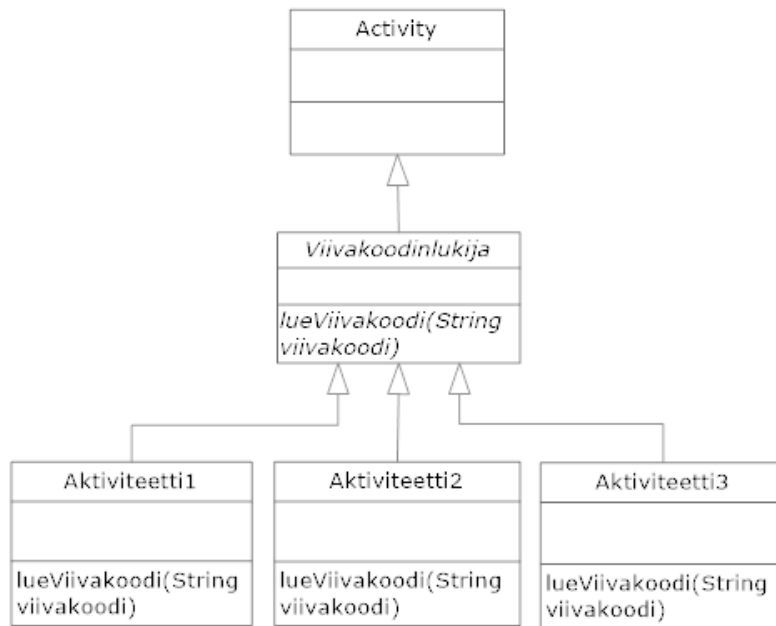 Activity
Viivakoodinlukija
lueViivakoodi(String
viivakoodi)
Aktiviteetti1
lueViivakoodi(String
viivakoodi)
Aktiviteetti2
lueViivakoodi(String
viivakoodi)
Aktiviteetti3
lueViivakoodi(String
viivakoodi)